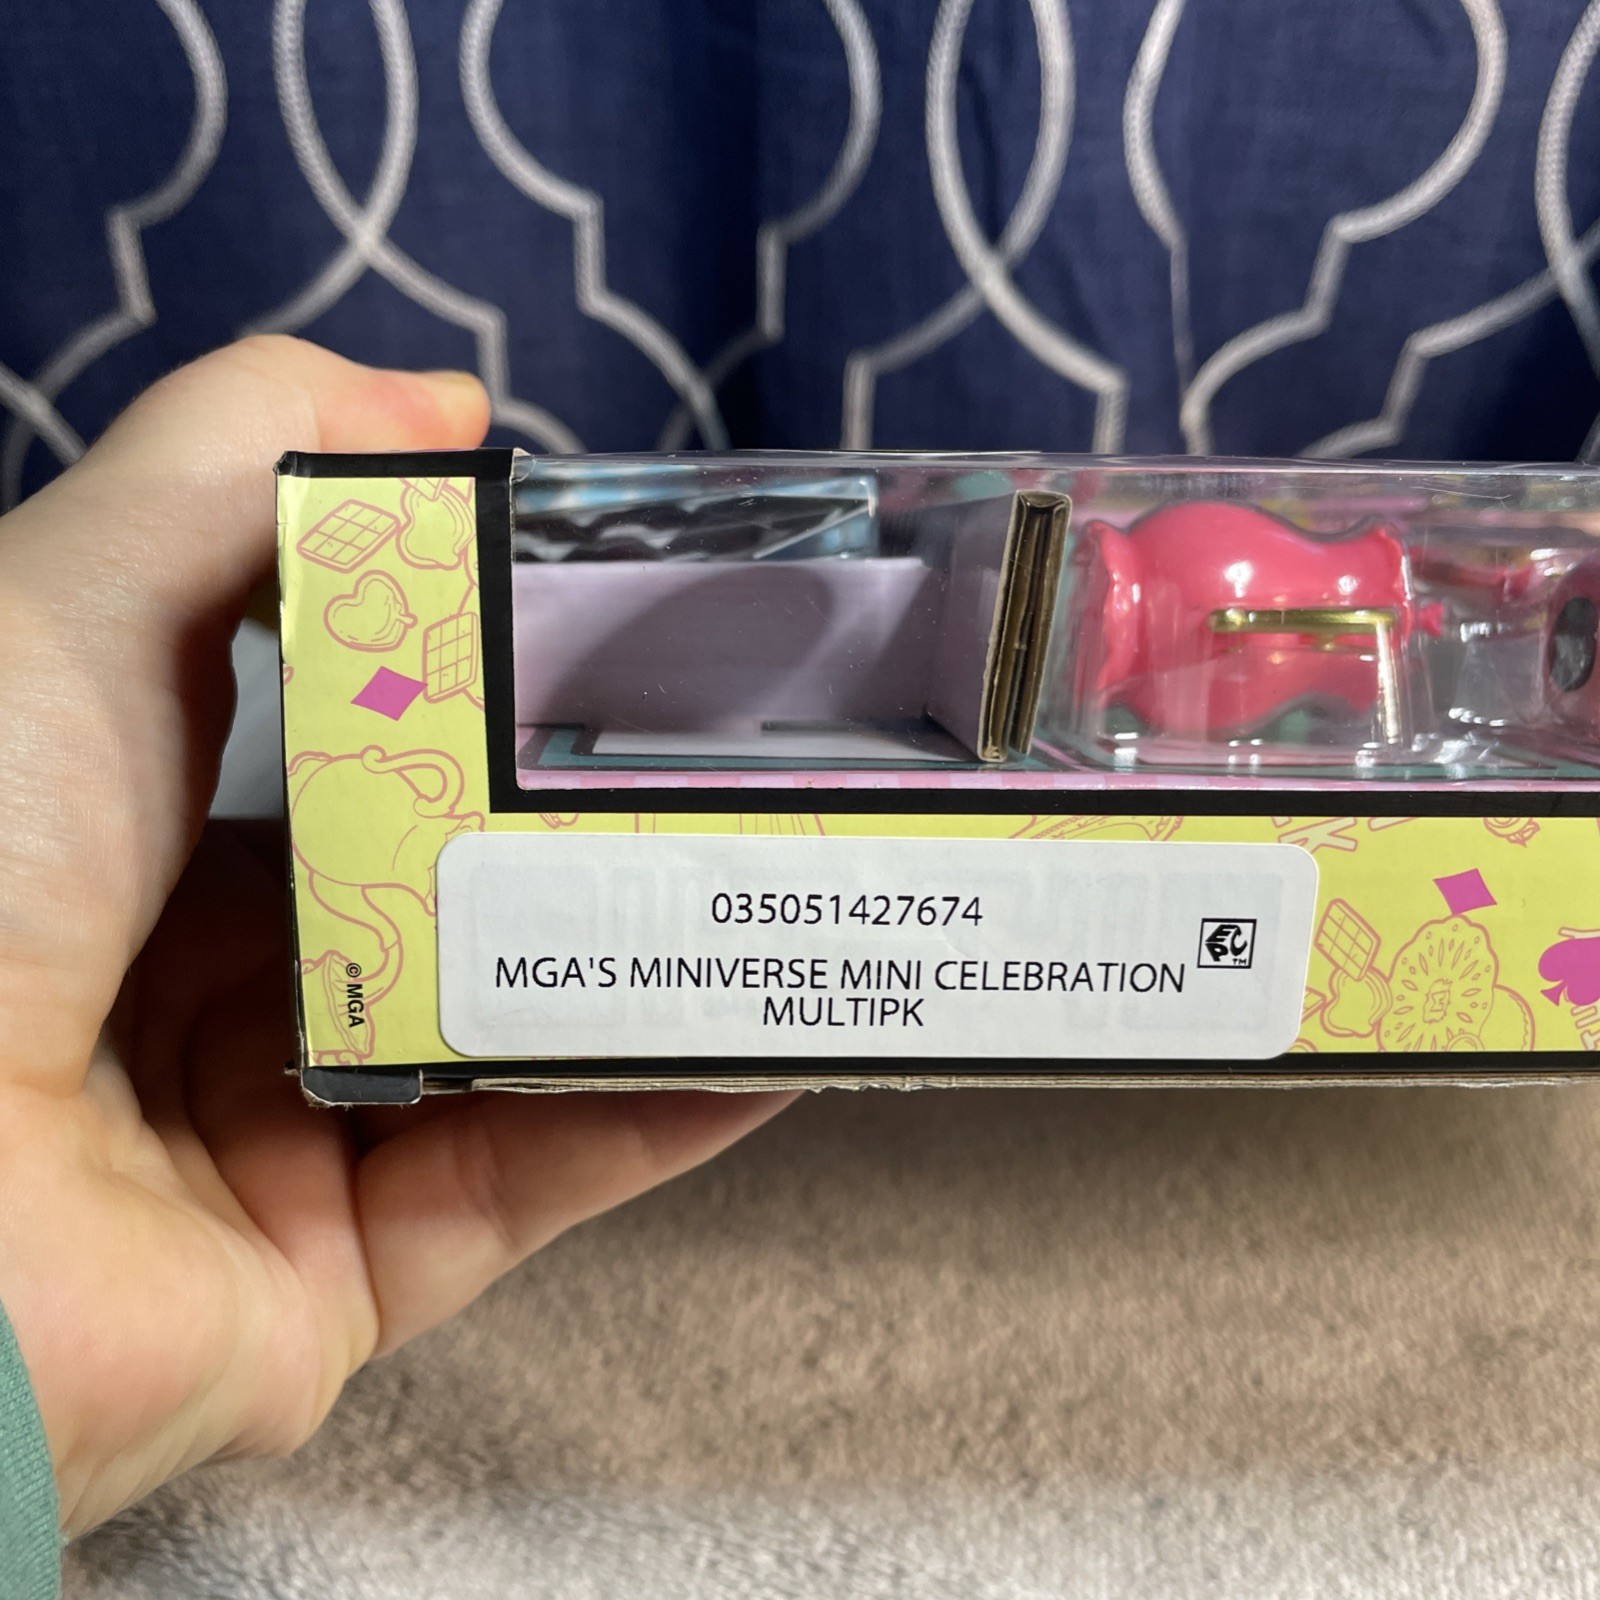 035051427674
MGA'S MINIVERSE MINI CELEBRATION
MULTIPK
©MGA